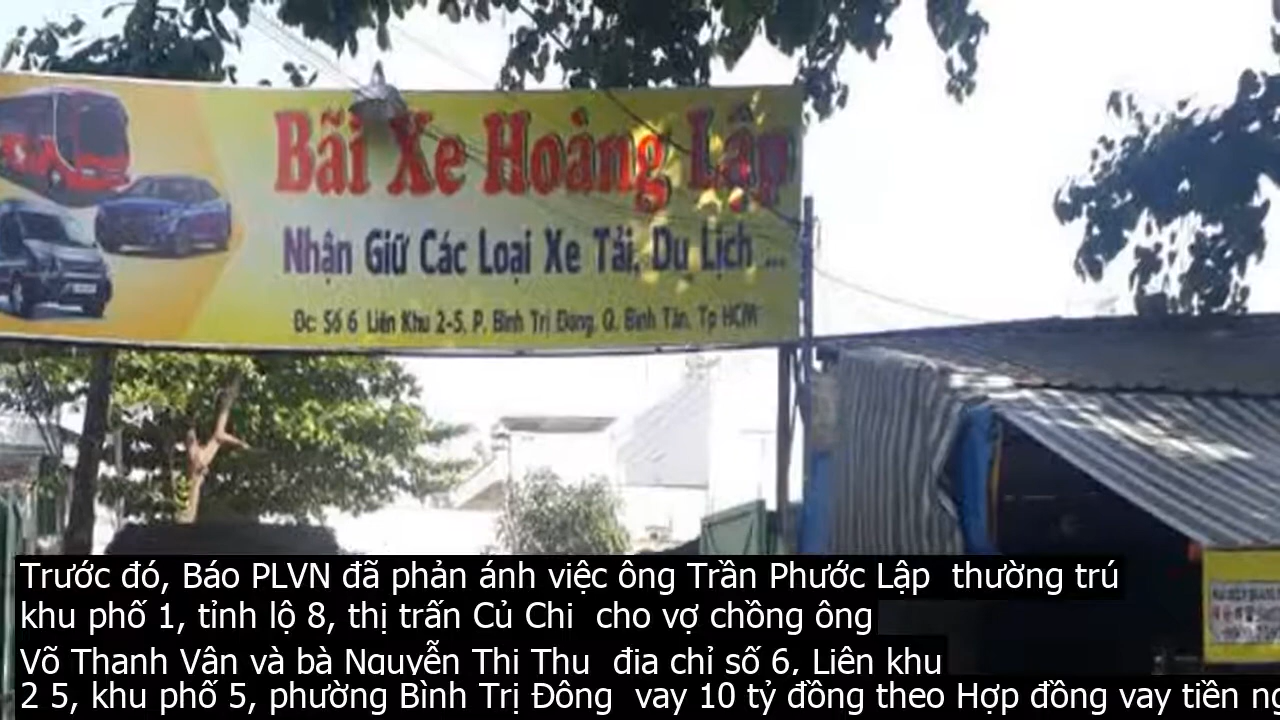 Bãi Xe Hoàng Lập
Nhận Giữ Các Loại Xe Tải, Du Lịch ...
Đc Số 6 Liên Khu 2-5, P. Bình Trị Đông, Q. Bình Tân, Tp HCM
Trước đó, Báo PLVN đã phản ánh việc ông Trần Phước Lập thường trú
khu phố 1, tỉnh lộ 8, thị trấn Củ Chi cho vợ chồng ông
Võ Thanh Vân và bà Nguyễn Thị Thu địa chỉ số 6, Liên khu
2 5, khu phố 5, phường Bình Trị Đông vay 10 tỷ đồng theo Hợp đồng vay tiền ng